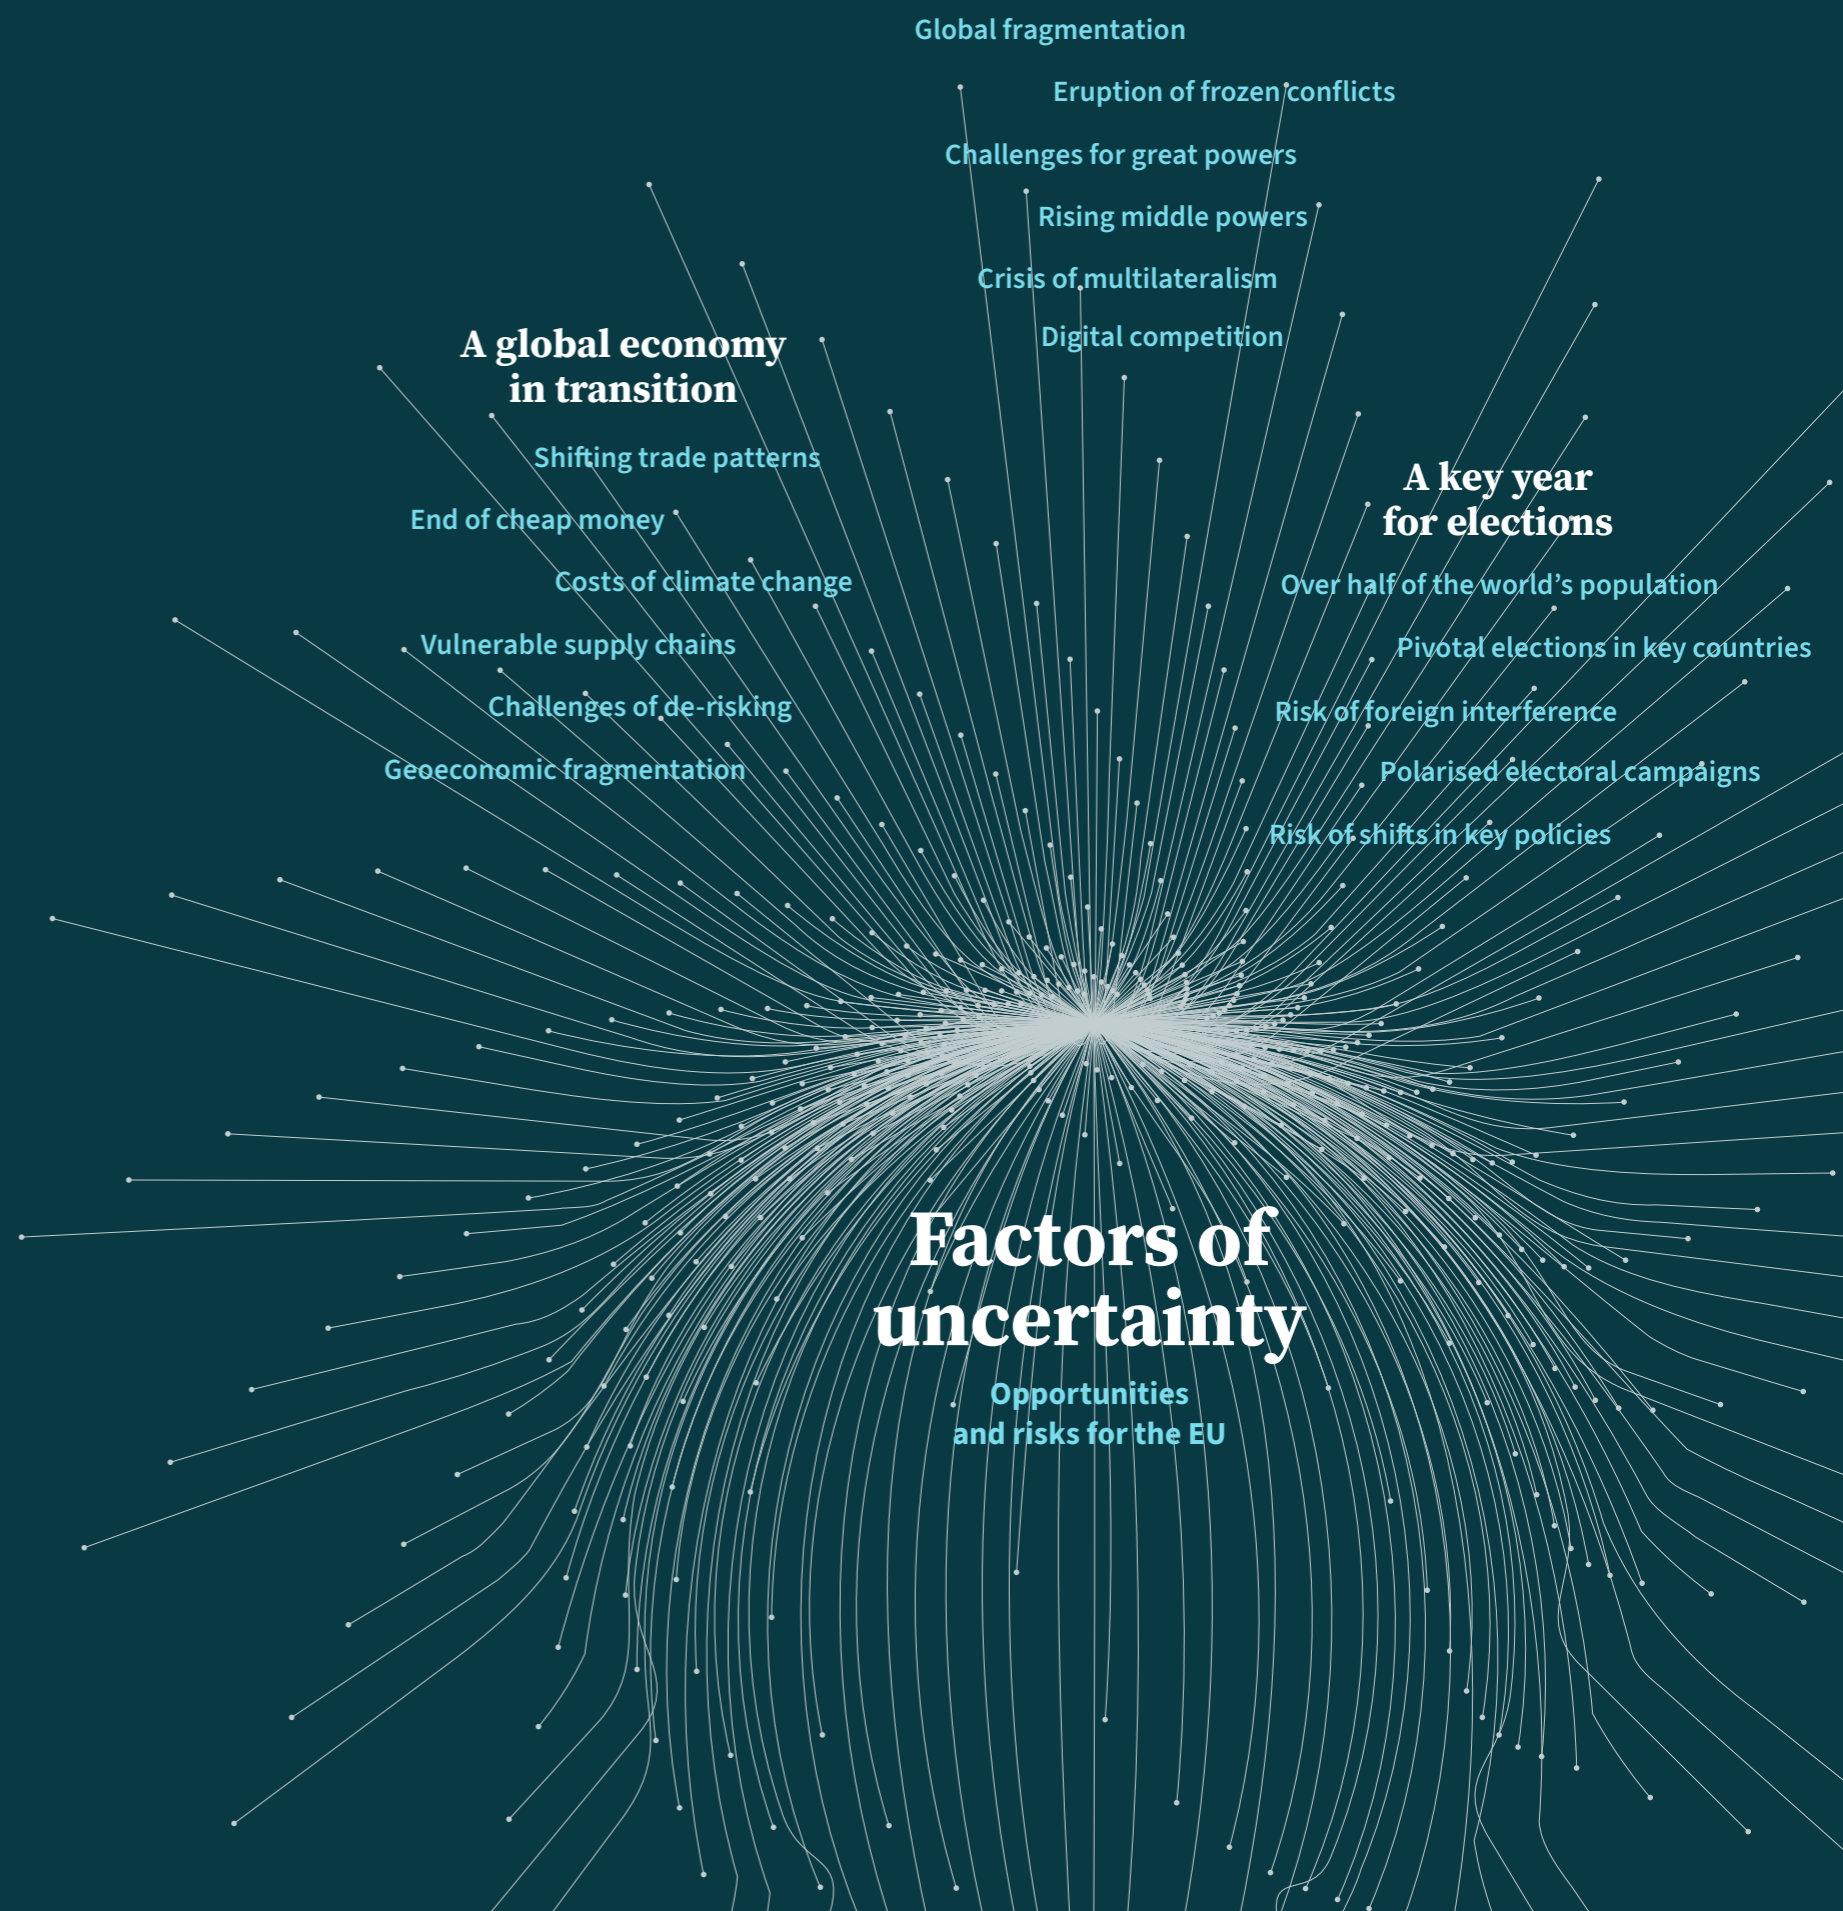 Global fragmentation
Eruption of frozen conflicts
Challenges for great powers
Rising middle powers
Crisis of multilateralism
Digital competition
A global economy
in transition
Shifting trade patterns
End of cheap money
Costs of climate change
Vulnerable supply chains
Challenges of de-risking
Geoeconomic fragmentation
A key year
for elections
Over half of the world’s population
Pivotal elections in key countries
Risk of foreign interference
Polarised electoral campaigns
Risk of shifts in key policies
Factors of
uncertainty
Opportunities
and risks for the EU